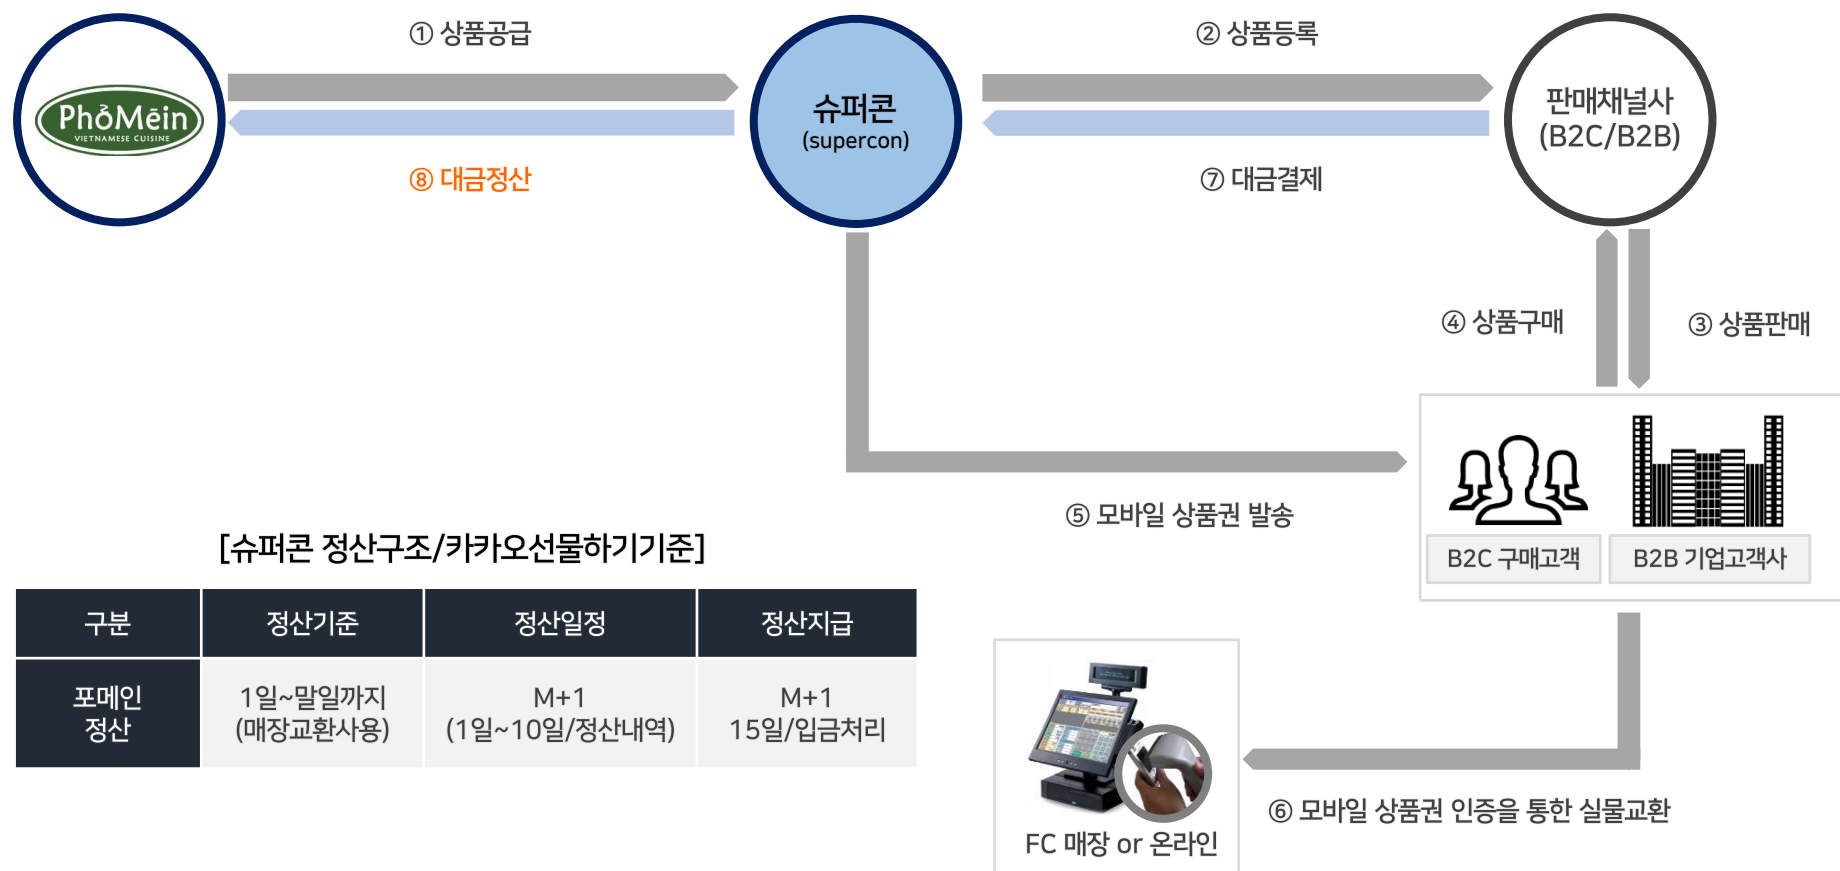 ① 상품공급
② 상품등록
PhổMēin
VIETNAMESE CUISINE
슈퍼콘
(supercon)
판매채널사
(B2C/B2B)
⑧ 대금정산
⑦ 대금결제
④ 상품구매
③ 상품판매
⑤ 모바일 상품권 발송
B2C 구매고객
B2B 기업고객사
[슈퍼콘 정산구조/카카오선물하기기준]
구분 정산기준 정산일정 정산지급
포메인 1일~말일까지 M+1 M+1
정산 (매장교환사용) (1일~10일/정산내역) 15일/입금처리
⑥ 모바일 상품권 인증을 통한 실물교환
FC 매장 or 온라인